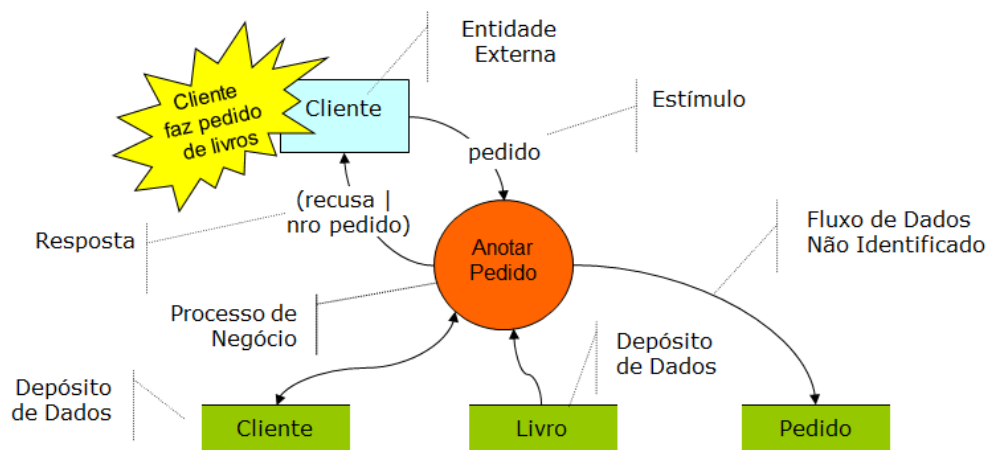 Entidade
Externa
Cliente
faz pedido
de livros
Cliente
Estímulo
pedido
(recusa |
nro pedido)
Resposta
Fluxo de Dados
Não Identificado
Anotar
Pedido
Processo de
Negócio
Depósito
de Dados
Depósito
de Dados
Cliente
Livro
Pedido